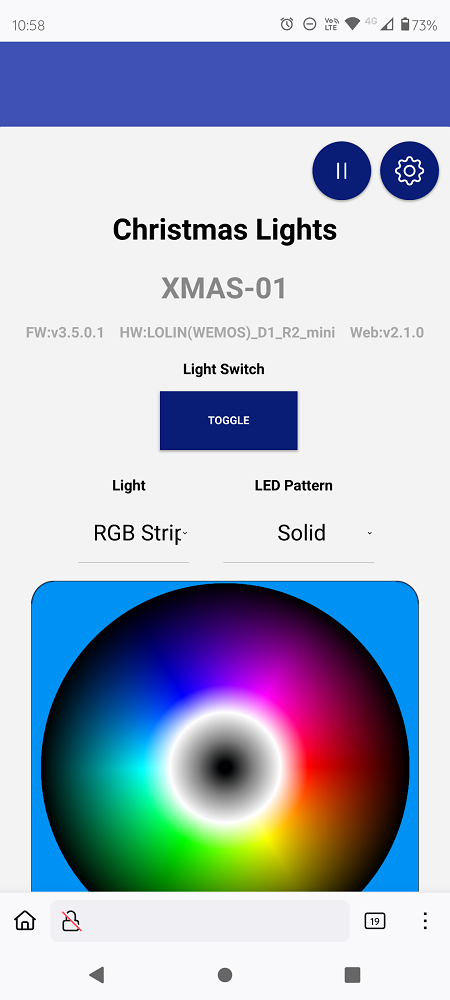 10:58 Vo LTE 4G 73%
Christmas Lights
XMAS-01
FW:v3.5.0.1 HW:LOLIN(WEMOS)_D1_R2_mini Web:v2.1.0
Light Switch
TOGGLE
Light LED Pattern
RGB Strip Solid
19